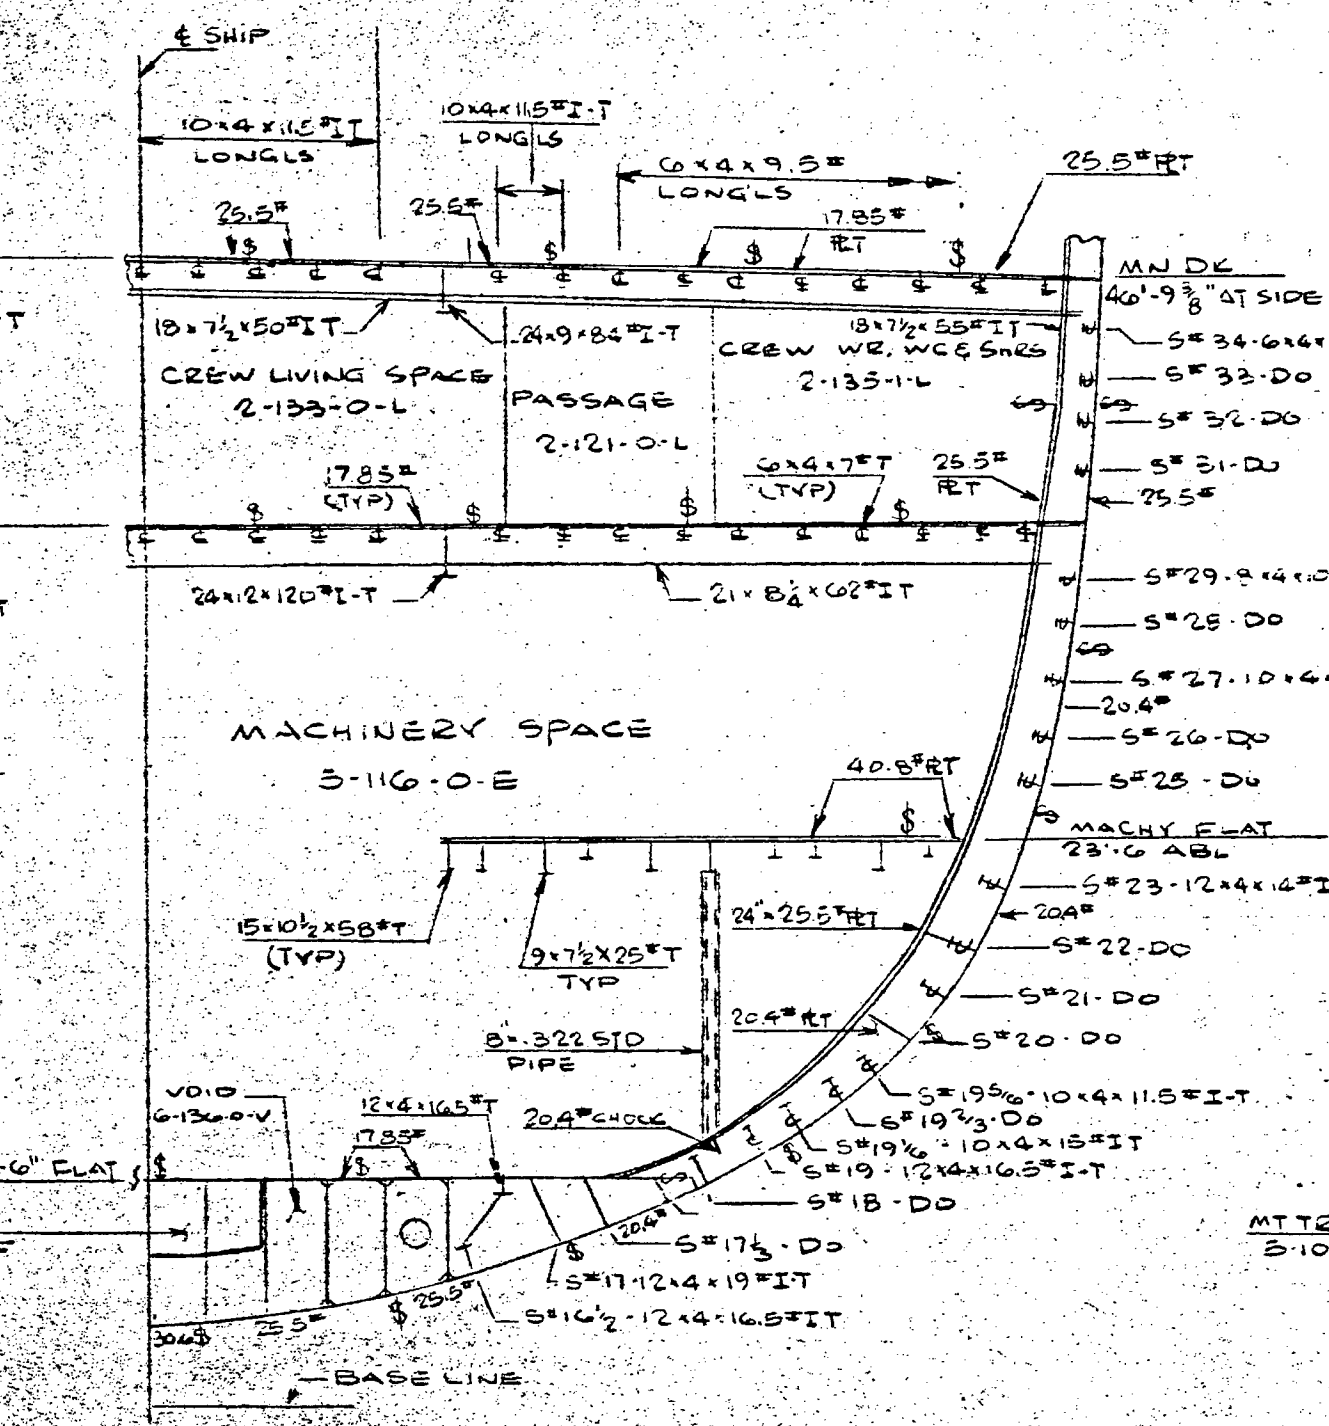 ℄ SHIP
10×4×11.5# I-T
LONGLS
10×4×11.5# I-T
LONGLS
6×4×9.5#
LONGLS
25.5# PLT
25.5#
25.5#
17.85#
PLT
MN DK
46'-9 3/8" AT SIDE
T
18×7½×50# I T
24×9×84# I-T
18×7½×55# I T
S# 34-6×4×
CREW LIVING SPACE
2-133-0-L
PASSAGE
2-121-0-L
CREW WR, WC & SHRS
2-135-1-L
S# 33-DO
S# 32-DO
S# 31-DO
25.5#
17.85#
(TYP)
6×4×7# T
(TYP)
25.5#
PLT
24×12×120# I-T
21×8¼×62# I T
T
S# 29-8×4×10
S# 28-DO
S# 27-10×4×
20.4#
S# 26-DO
S# 25-DO
MACHINERY SPACE
3-116-0-E
40.8# PLT
MACHY FLAT
23'-6 ABL
S# 23-12×4×14# I
20.4#
15×10½×58# T
(TYP)
9×7½×25# T
TYP
24"×25.5# PLT
S# 22-DO
S# 21-DO
20.4# PLT
S# 20-DO
8"-.322 STD
PIPE
VOID
6-136-0-V
12×4×16.5# T
17.85#
20.4# CHOCK
S# 19 5/6-10×4×11.5# I-T
S# 19 2/3-DO
S# 19 1/6-10×4×15# I T
S# 19-12×4×16.5# I-T
-6" FLAT
S# 18-DO
20.4#
S# 17⅓-DO
S# 17-12×4×19# I-T
S# 16½-12×4×16.5# I T
MT TR
3-10
30.6#
25.5#
25.5#
BASE LINE